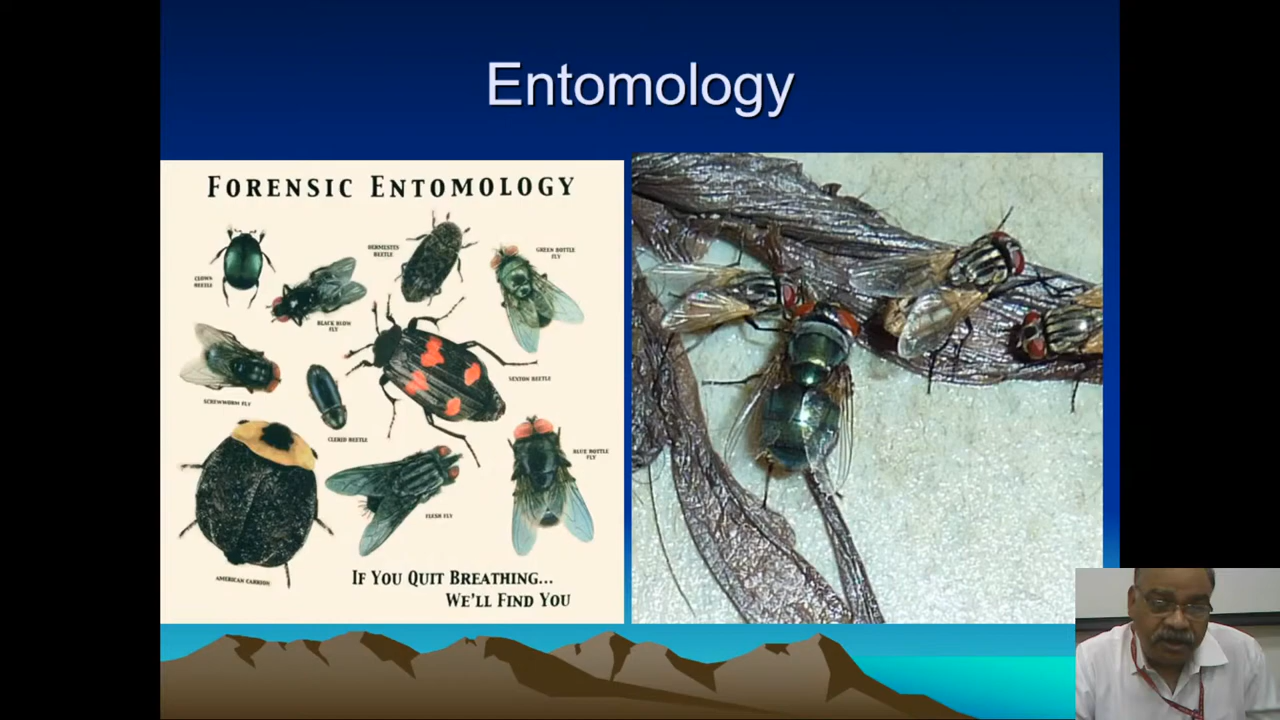 Entomology
FORENSIC ENTOMOLOGY
CLOWN
BEETLE
DERMESTES
BEETLE
GREEN BOTTLE
FLY
BLACK BLOW
FLY
SCREWWORM FLY
SEXTON BEETLE
CLERID BEETLE
BLUE BOTTLE
FLY
FLESH FLY
AMERICAN CARRION
IF YOU QUIT BREATHING...
WE'LL FIND YOU